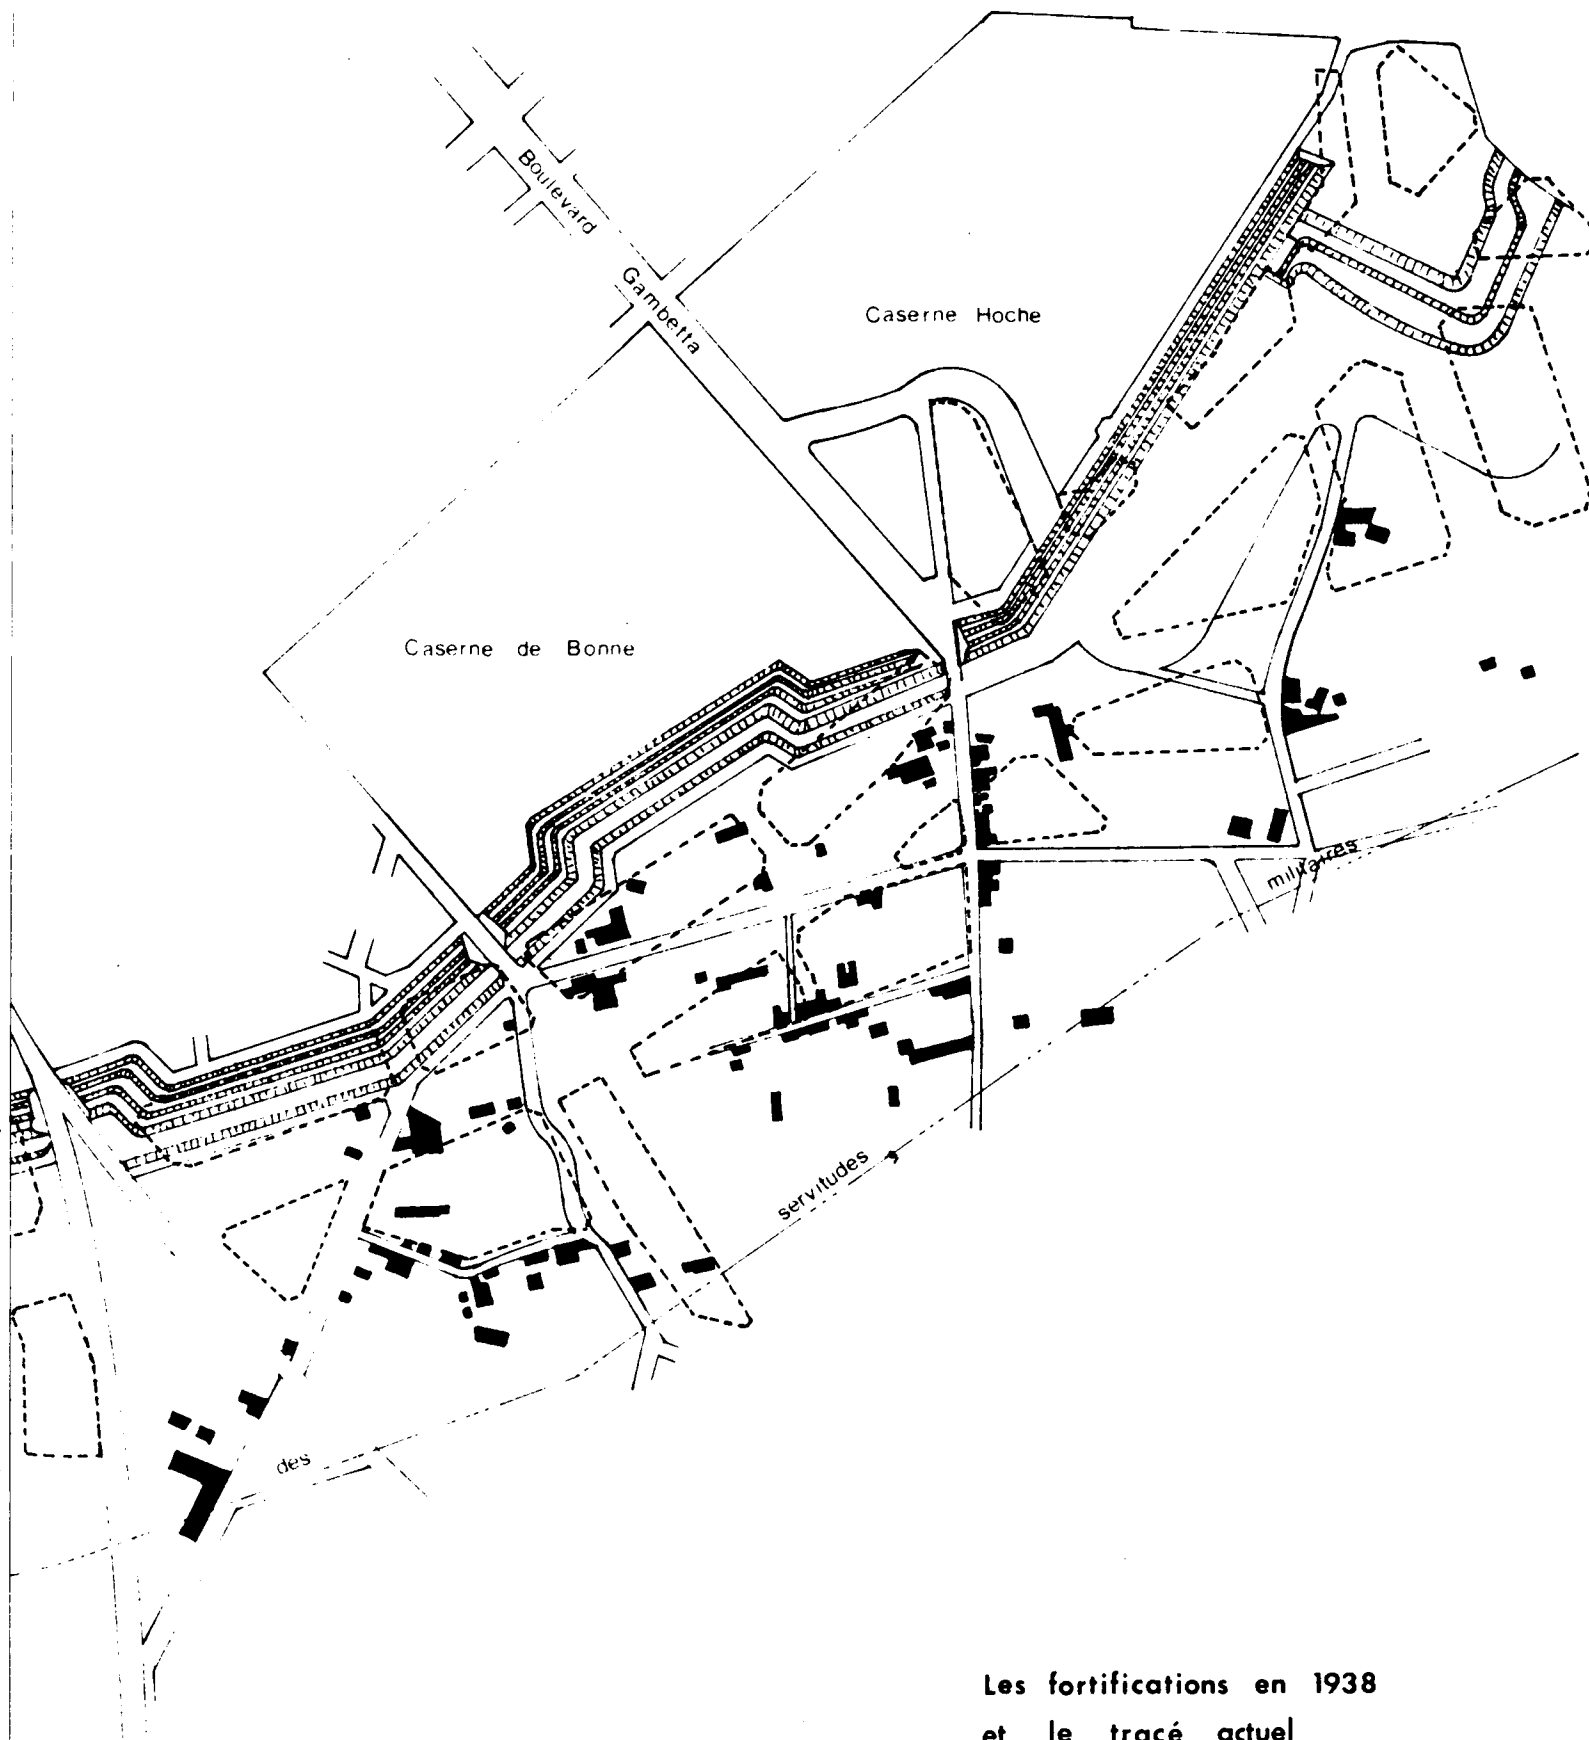 Boulevard
Gambetta
Caserne Hoche
Caserne de Bonne
militaires
servitudes
des
Les fortifications en 1938
et le tracé actuel